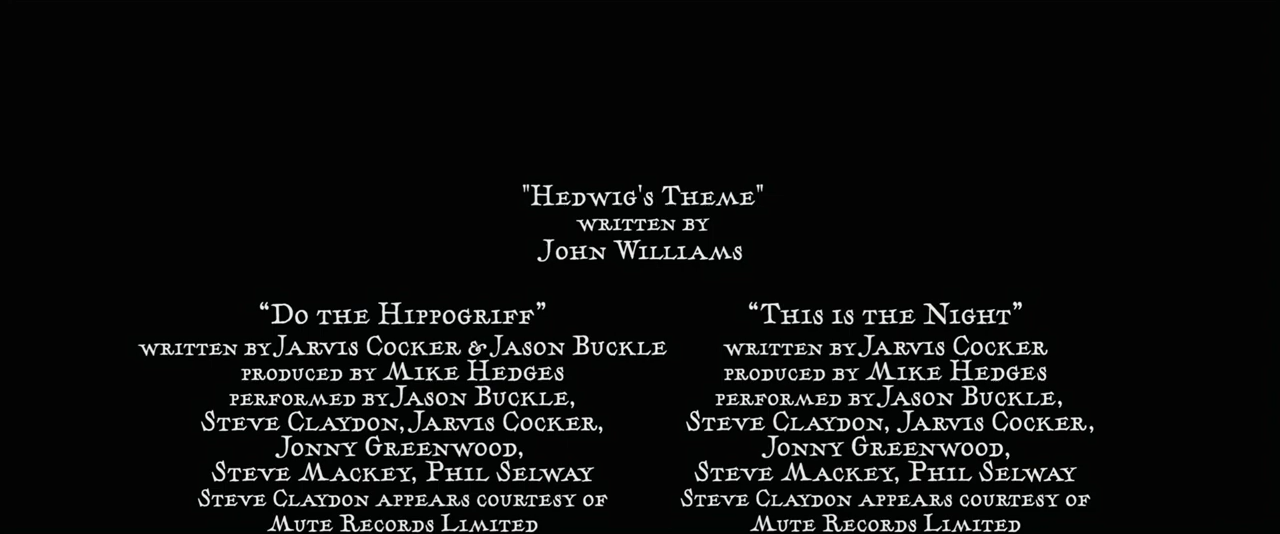 "Hedwig's Theme"
written by
John Williams
“Do the Hippogriff”
written by Jarvis Cocker & Jason Buckle
produced by Mike Hedges
performed by Jason Buckle,
Steve Claydon, Jarvis Cocker,
Jonny Greenwood,
Steve Mackey, Phil Selway
Steve Claydon appears courtesy of
Mute Records Limited
“This is the Night”
written by Jarvis Cocker
produced by Mike Hedges
performed by Jason Buckle,
Steve Claydon, Jarvis Cocker,
Jonny Greenwood,
Steve Mackey, Phil Selway
Steve Claydon appears courtesy of
Mute Records Limited